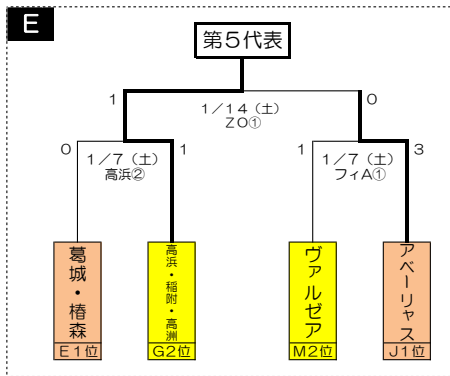 E
第5代表
1
0
1/14(土)
ZO①
0
1
1
3
1/7(土)
高浜②
1/7(土)
フィA①
葛城・椿森
高浜・稲附・高洲
ヴァルゼア
アベーリャス
E1位
G2位
M2位
J1位